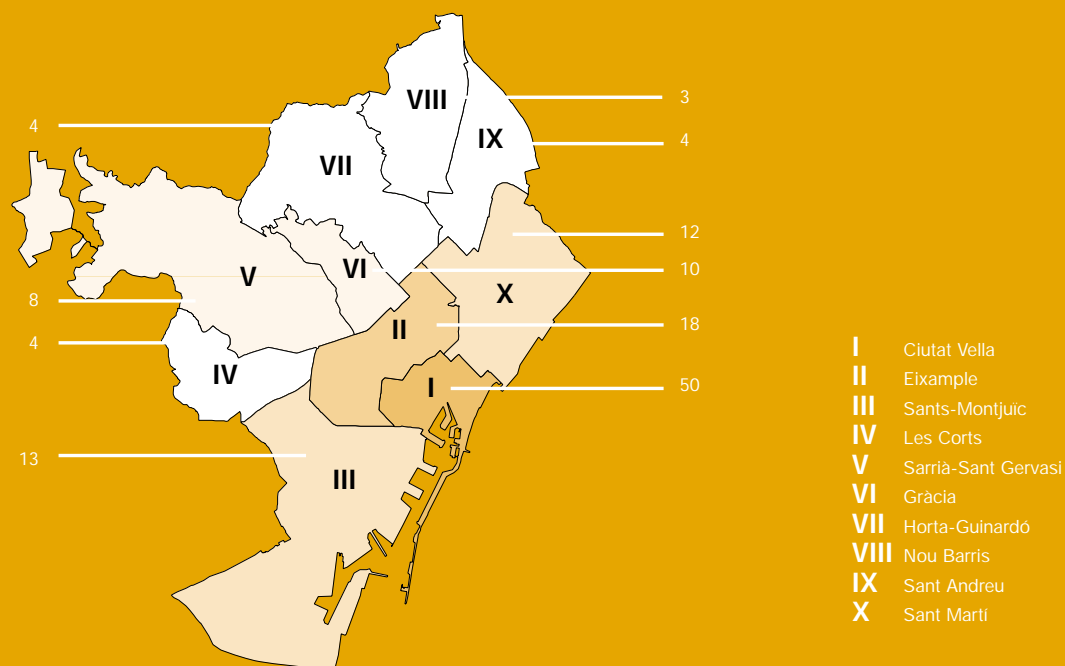 VIII
3
4
IX
4
VII
12
VI
10
V
X
8
18
II
4
IV
I
50
13
III
I Ciutat Vella
II Eixample
III Sants-Montjuïc
IV Les Corts
V Sarrià-Sant Gervasi
VI Gràcia
VII Horta-Guinardó
VIII Nou Barris
IX Sant Andreu
X Sant Martí